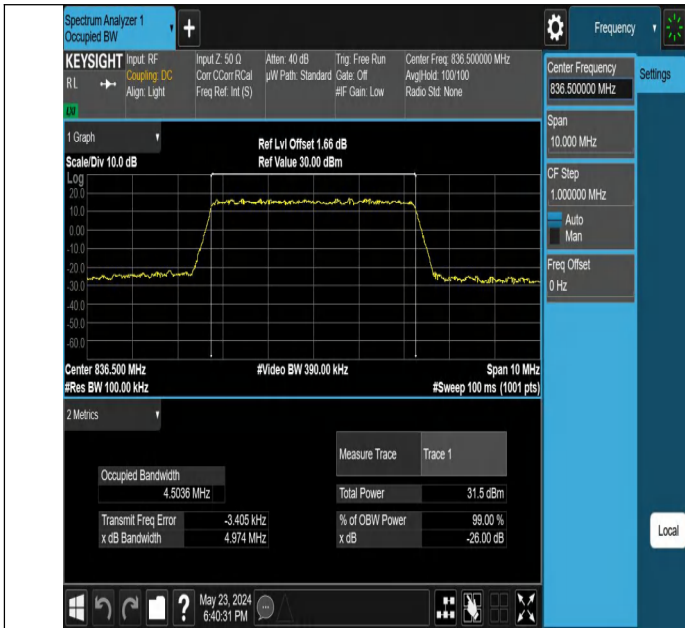 Spectrum Analyzer 1
Occupied BW
Frequency
KEYSIGHT
RL
LXI
Input: RF
Coupling: DC
Align: Light
Input Z: 50 Ω
Corr CCorr RCal
Freq Ref: Int (S)
Atten: 40 dB
µW Path: Standard
Trig: Free Run
Gate: Off
#IF Gain: Low
Center Freq: 836.500000 MHz
Avg|Hold: 100/100
Radio Std: None
Center Frequency
836.500000 MHz
Settings
Span
10.000 MHz
CF Step
1.000000 MHz
Auto
Man
Freq Offset
0 Hz
1 Graph
Scale/Div 10.0 dB
Ref Lvl Offset 1.66 dB
Ref Value 30.00 dBm
Log
20.0
10.0
0.00
-10.0
-20.0
-30.0
-40.0
-50.0
-60.0
Center 836.500 MHz
#Video BW 390.00 kHz
Span 10 MHz
#Res BW 100.00 kHz
#Sweep 100 ms (1001 pts)
2 Metrics
Measure Trace
Trace 1
Occupied Bandwidth
4.5036 MHz
Total Power
31.5 dBm
Transmit Freq Error
-3.405 kHz
% of OBW Power
99.00 %
x dB Bandwidth
4.974 MHz
x dB
-26.00 dB
Local
?
May 23, 2024
6:40:31 PM